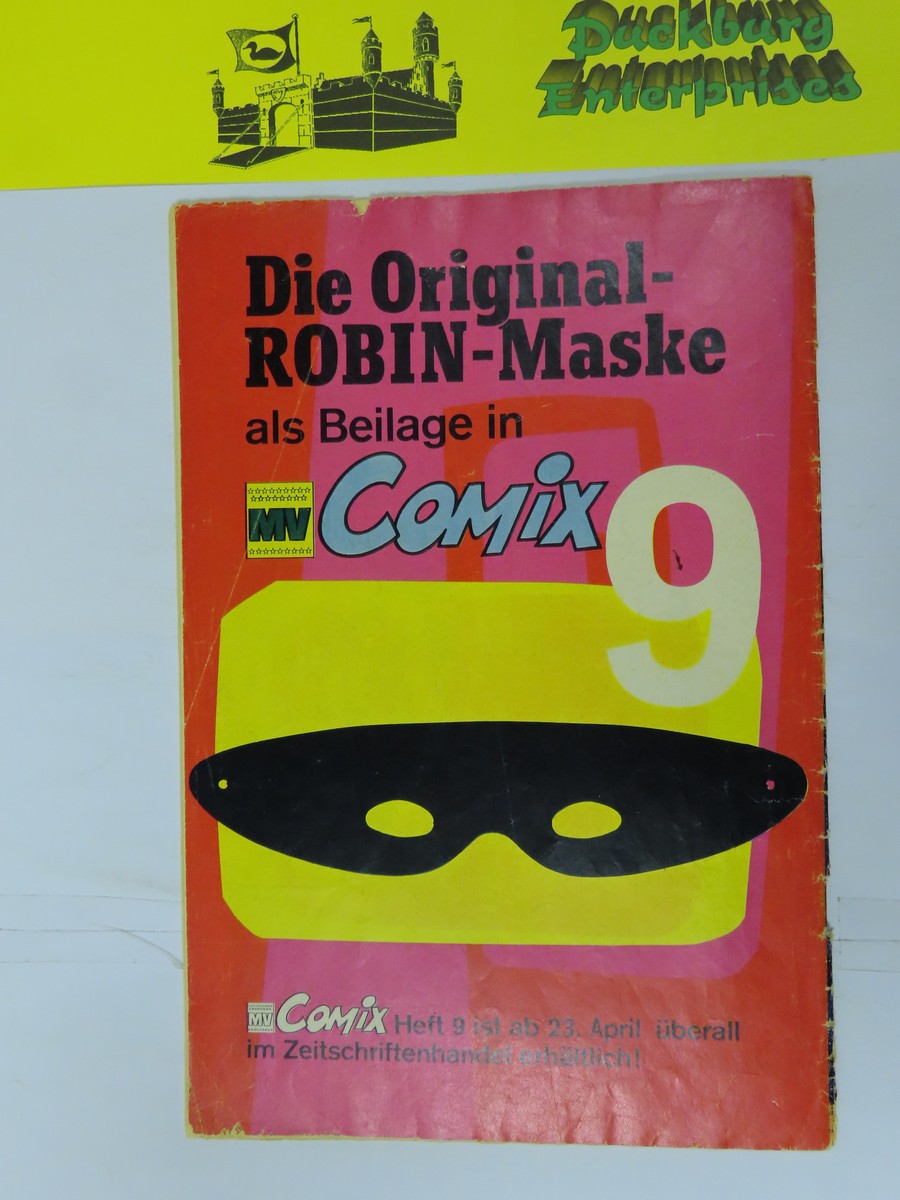 Duckburg
Enterprises
Die Original-
ROBIN-Maske
als Beilage in
MV Comix 9
MV Comix Heft 9 ist ab 23. April überall
im Zeitschriftenhandel erhältlich!